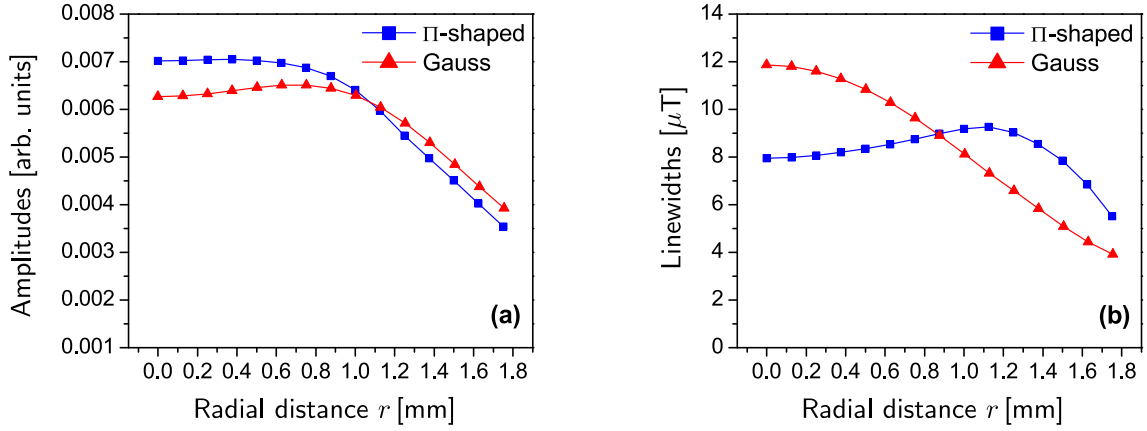 0.008
0.007
0.006
0.005
0.004
0.003
0.002
0.001
Amplitudes [arb. units]
Π-shaped
Gauss
(a)
0.0 0.2 0.4 0.6 0.8 1.0 1.2 1.4 1.6 1.8
Radial distance r [mm]
14
12
10
8
6
4
2
0
Linewidths [μT]
Π-shaped
Gauss
(b)
0.0 0.2 0.4 0.6 0.8 1.0 1.2 1.4 1.6 1.8
Radial distance r [mm]